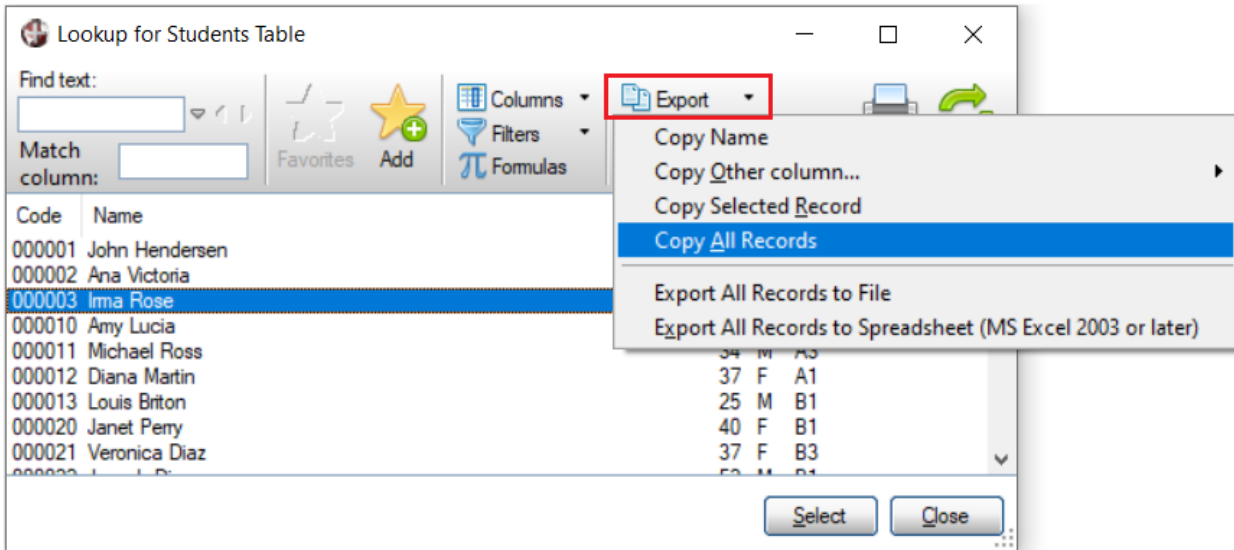 Lookup for Students Table
Find text:
Match
column:
Favorites
Add
Columns
Filters
Formulas
Export
Copy Name
Copy Other column...
Copy Selected Record
Copy All Records
Export All Records to File
Export All Records to Spreadsheet (MS Excel 2003 or later)
Code Name
000001 John Hendersen
000002 Ana Victoria
000003 Irma Rose
000010 Amy Lucia
000011 Michael Ross 34 M A3
000012 Diana Martin 37 F A1
000013 Louis Briton 25 M B1
000020 Janet Perry 40 F B1
000021 Veronica Diaz 37 F B3
Select
Close